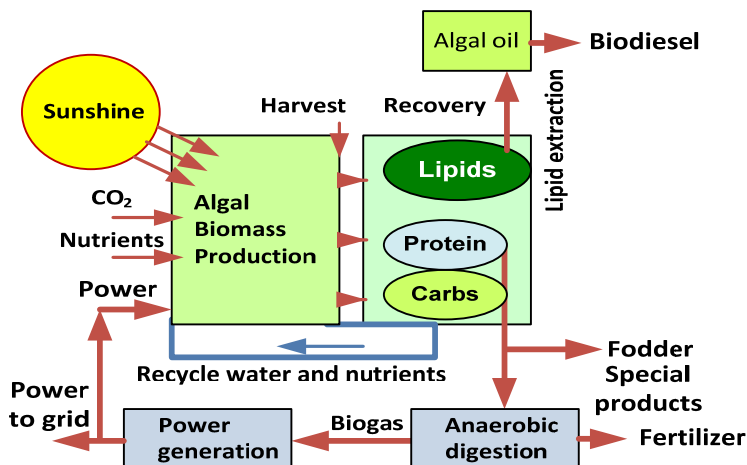 Algal oil
Biodiesel
Sunshine
Harvest
Recovery
Lipid extraction
Lipids
CO₂
Algal
Biomass
Production
Nutrients
Protein
Power
Carbs
Recycle water and nutrients
Fodder
Special
products
Power
to grid
Power
generation
Biogas
Anaerobic
digestion
Fertilizer